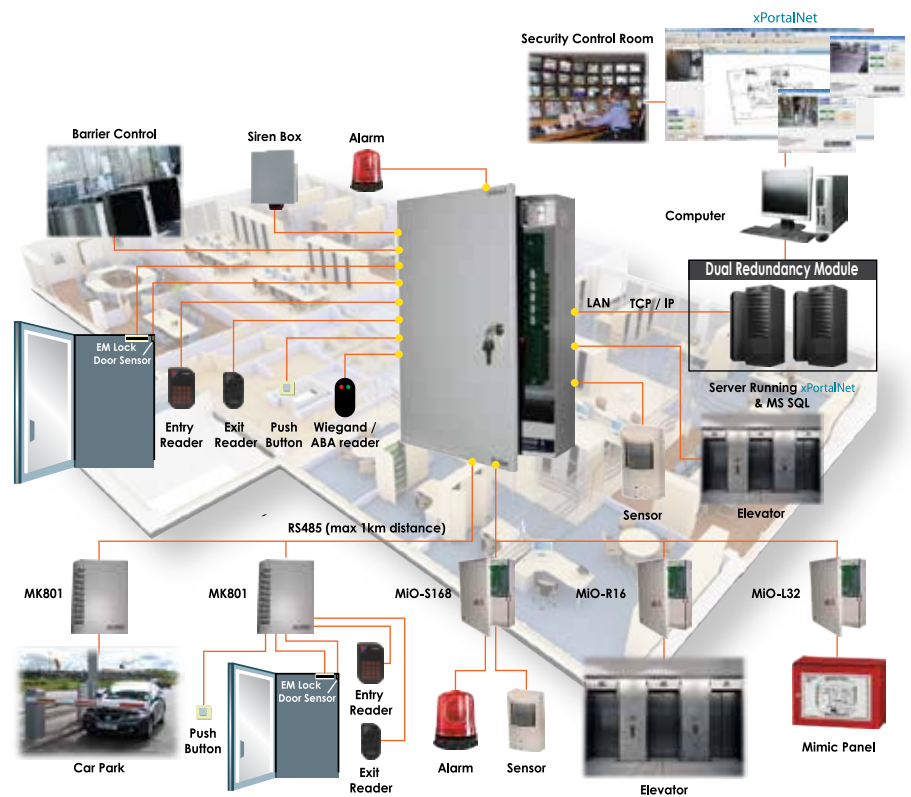 xPortalNet
Security Control Room
Barrier Control
Siren Box
Alarm
Computer
Dual Redundancy Module
LAN
TCP / IP
Server Running xPortalNet
& MS SQL
EM Lock
Door Sensor
Entry
Reader
Exit
Reader
Push
Button
Wiegand /
ABA reader
Sensor
Elevator
RS485 (max 1km distance)
MK801
MK801
MiO-S168
MiO-R16
MiO-L32
Car Park
Push
Button
EM Lock
Door Sensor
Entry
Reader
Exit
Reader
Alarm
Sensor
Elevator
Mimic Panel